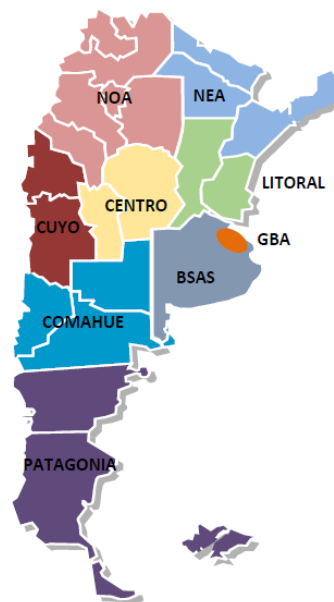 NOA
NEA
LITORAL
CENTRO
CUYO
GBA
BSAS
COMAHUE
PATAGONIA